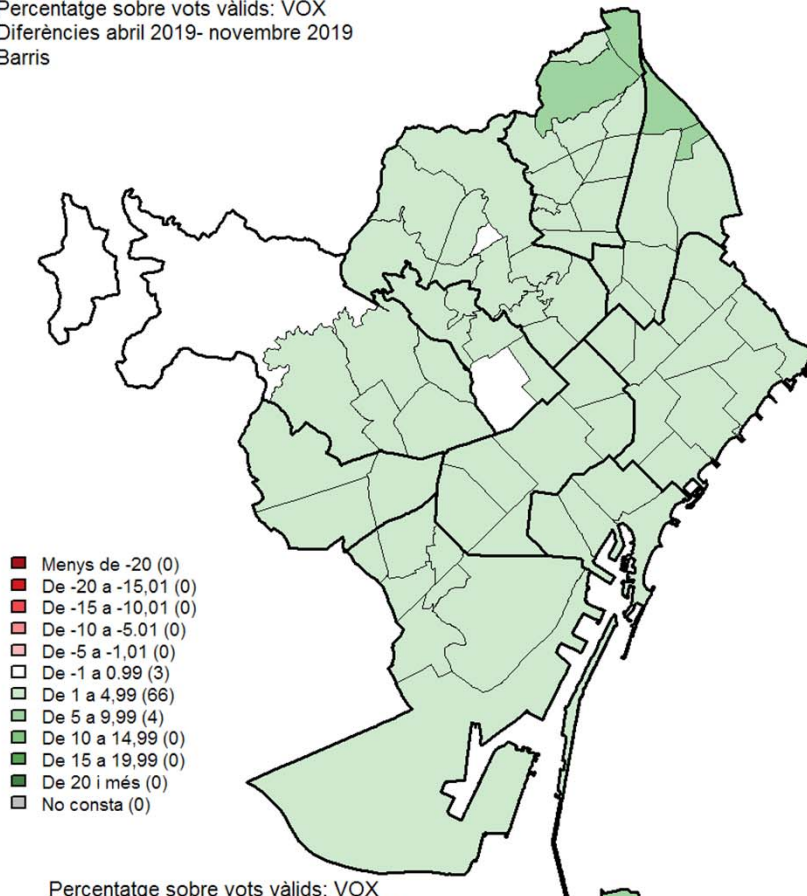 Percentatge sobre vots vàlids: VOX
Diferències abril 2019- novembre 2019
Barris
Menys de -20 (0)
De -20 a -15,01 (0)
De -15 a -10,01 (0)
De -10 a -5.01 (0)
De -5 a -1,01 (0)
De -1 a 0.99 (3)
De 1 a 4,99 (66)
De 5 a 9,99 (4)
De 10 a 14,99 (0)
De 15 a 19,99 (0)
De 20 i més (0)
No consta (0)
Percentatge sobre vots vàlids: VOX